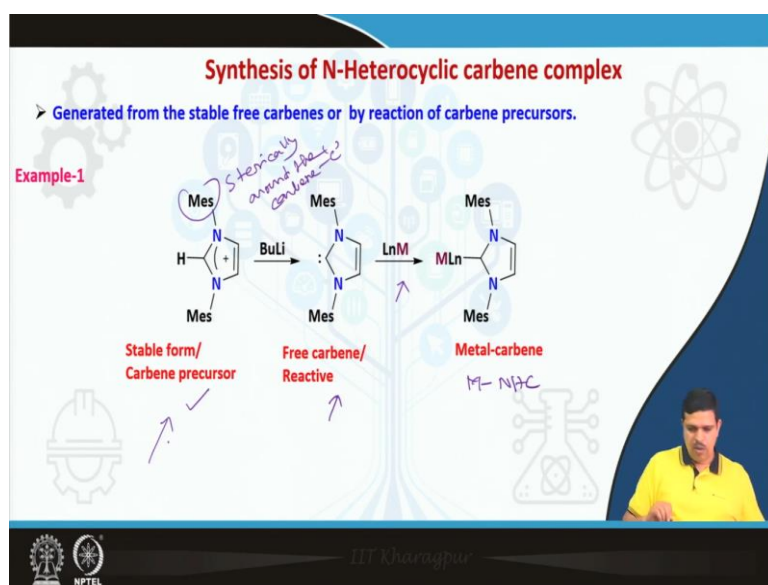 Synthesis of N-Heterocyclic carbene complex
➢ Generated from the stable free carbenes or by reaction of carbene precursors.
Example-1
Sterically
around the
carbene-C
Mes
Mes
Mes
N
N
N
H
(+
BuLi
:
LnM
MLn
N
N
N
Mes
Mes
Mes
Stable form/
Carbene precursor
Free carbene/
Reactive
Metal-carbene
M-NHC
IIT Kharagpur
NPTEL